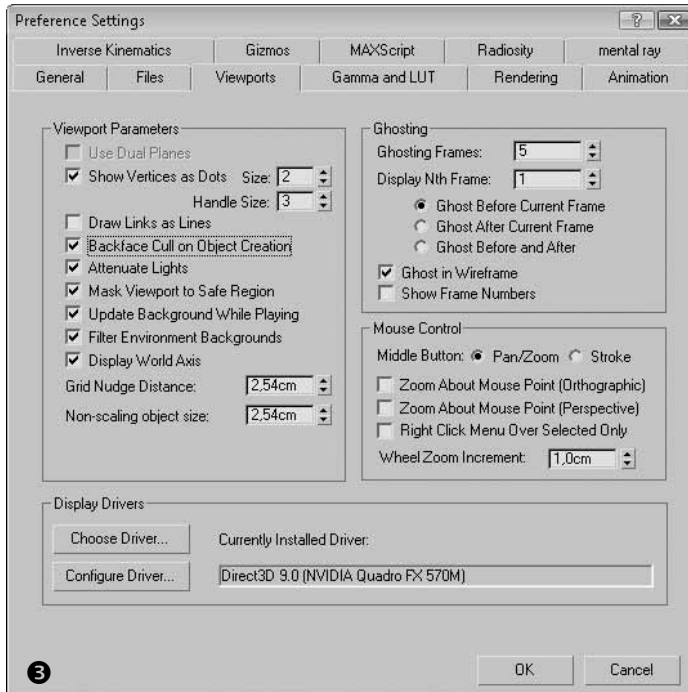 Preference Settings
Inverse Kinematics Gizmos MAXScript Radiosity mental ray
General Files Viewports Gamma and LUT Rendering Animation
Viewport Parameters
Use Dual Planes
Show Vertices as Dots Size: 2
Handle Size: 3
Draw Links as Lines
Backface Cull on Object Creation
Attenuate Lights
Mask Viewport to Safe Region
Update Background While Playing
Filter Environment Backgrounds
Display World Axis
Grid Nudge Distance: 2,54cm
Non-scaling object size: 2,54cm
Ghosting
Ghosting Frames: 5
Display Nth Frame: 1
Ghost Before Current Frame
Ghost After Current Frame
Ghost Before and After
Ghost in Wireframe
Show Frame Numbers
Mouse Control
Middle Button: Pan/Zoom Stroke
Zoom About Mouse Point (Orthographic)
Zoom About Mouse Point (Perspective)
Right Click Menu Over Selected Only
Wheel Zoom Increment: 1,0cm
Display Drivers
Choose Driver... Currently Installed Driver:
Configure Driver... Direct3D 9.0 (NVIDIA Quadro FX 570M)
❸ OK Cancel